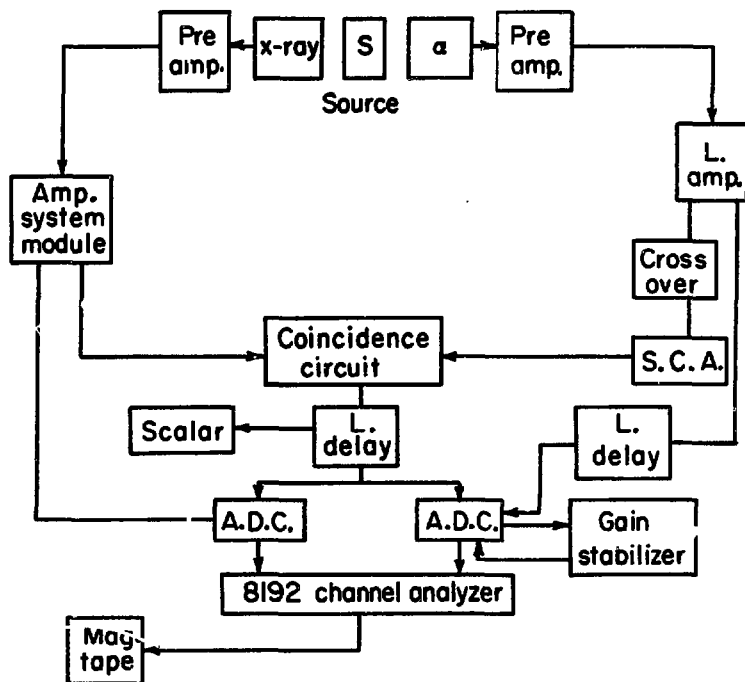 Pre
amp.
x-ray
S
α
Pre
amp.
Source
L.
amp.
Amp.
system
module
Cross
over
Coincidence
circuit
S.C.A.
Scalar
L.
delay
L.
delay
A.D.C.
A.D.C.
Gain
stabilizer
8192 channel analyzer
Mag
tape